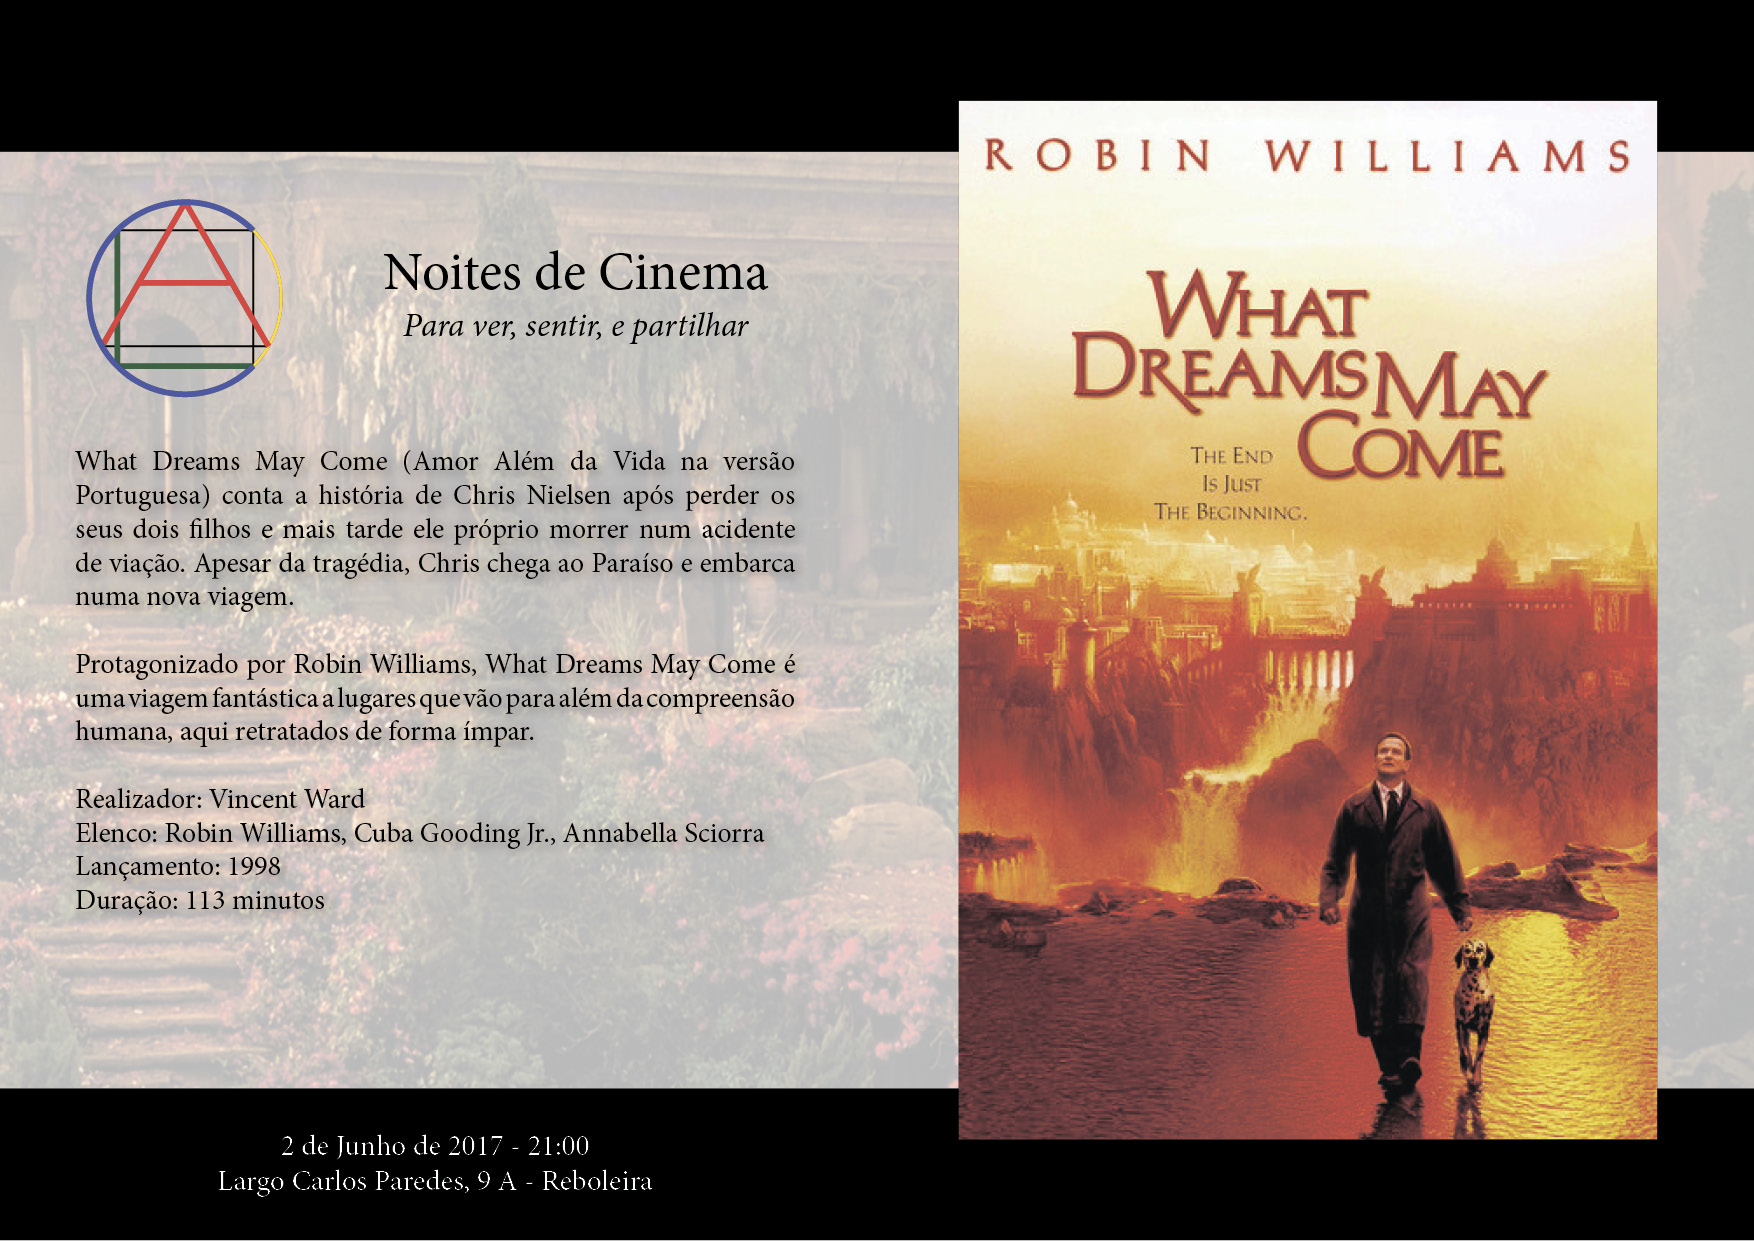 Noites de Cinema
Para ver, sentir, e partilhar
What Dreams May Come (Amor Além da Vida na versão
Portuguesa) conta a história de Chris Nielsen após perder os
seus dois filhos e mais tarde ele próprio morrer num acidente
de viação. Apesar da tragédia, Chris chega ao Paraíso e embarca
numa nova viagem.
Protagonizado por Robin Williams, What Dreams May Come é
uma viagem fantástica a lugares que vão para além da compreensão
humana, aqui retratados de forma ímpar.
Realizador: Vincent Ward
Elenco: Robin Williams, Cuba Gooding Jr., Annabella Sciorra
Lançamento: 1998
Duração: 113 minutos
2 de Junho de 2017 - 21:00
Largo Carlos Paredes, 9 A - Reboleira
ROBIN WILLIAMS
WHAT
DREAMS MAY
COME
THE END
IS JUST
THE BEGINNING.